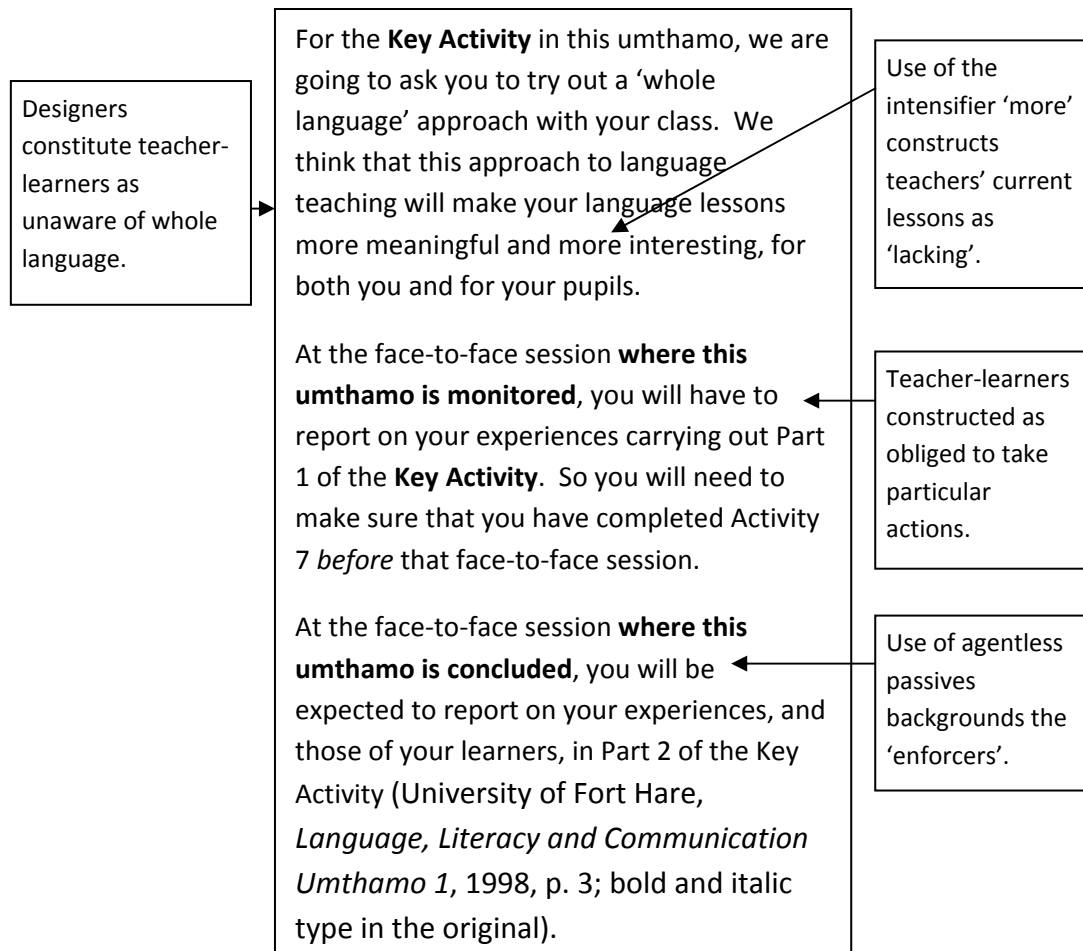 Designers
constitute teacher-
learners as
unaware of whole
language.
For the Key Activity in this umthamo, we are
going to ask you to try out a ‘whole
language’ approach with your class.  We
think that this approach to language
teaching will make your language lessons
more meaningful and more interesting, for
both you and for your pupils.
At the face-to-face session where this
umthamo is monitored, you will have to
report on your experiences carrying out Part
1 of the Key Activity.  So you will need to
make sure that you have completed Activity
7 before that face-to-face session.
At the face-to-face session where this
umthamo is concluded, you will be
expected to report on your experiences, and
those of your learners, in Part 2 of the Key
Activity (University of Fort Hare,
Language, Literacy and Communication
Umthamo 1, 1998, p. 3; bold and italic
type in the original).
Use of the
intensifier ‘more’
constructs
teachers’ current
lessons as
‘lacking’.
Teacher-learners
constructed as
obliged to take
particular
actions.
Use of agentless
passives
backgrounds the
‘enforcers’.